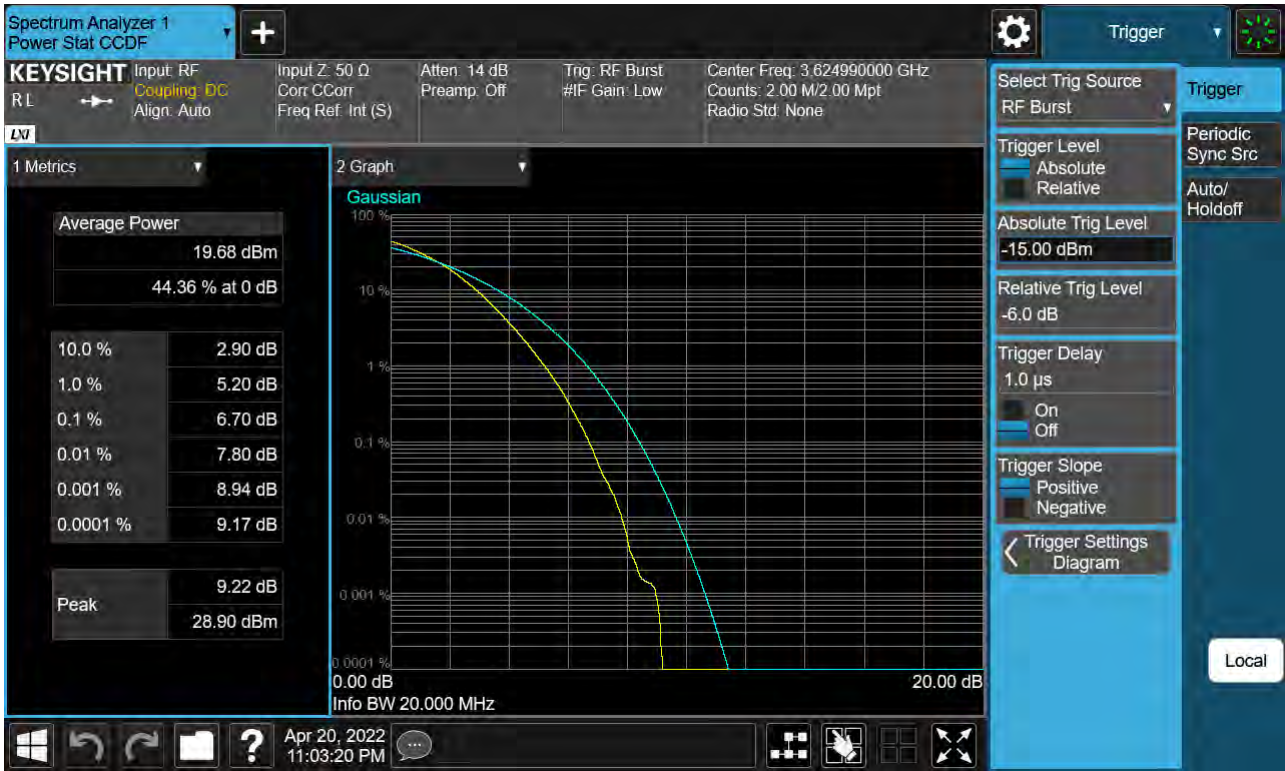 Spectrum Analyzer 1
Power Stat CCDF
Trigger
KEYSIGHT
RL
LXI
Input: RF
Coupling: DC
Align: Auto
Input Z: 50 Ω
Corr CCorr
Freq Ref: Int (S)
Atten: 14 dB
Preamp: Off
Trig: RF Burst
#IF Gain: Low
Center Freq: 3.624990000 GHz
Counts: 2.00 M/2.00 Mpt
Radio Std: None
1 Metrics
Average Power
19.68 dBm
44.36 % at 0 dB
10.0 % 2.90 dB
1.0 % 5.20 dB
0.1 % 6.70 dB
0.01 % 7.80 dB
0.001 % 8.94 dB
0.0001 % 9.17 dB
Peak
9.22 dB
28.90 dBm
2 Graph
Gaussian
100 %
10 %
1 %
0.1 %
0.01 %
0.001 %
0.0001 %
0.00 dB 20.00 dB
Info BW 20.000 MHz
Select Trig Source
RF Burst
Trigger Level
Absolute
Relative
Absolute Trig Level
-15.00 dBm
Relative Trig Level
-6.0 dB
Trigger Delay
1.0 µs
On
Off
Trigger Slope
Positive
Negative
Trigger Settings
Diagram
Trigger
Periodic
Sync Src
Auto/
Holdoff
Local
?
Apr 20, 2022
11:03:20 PM